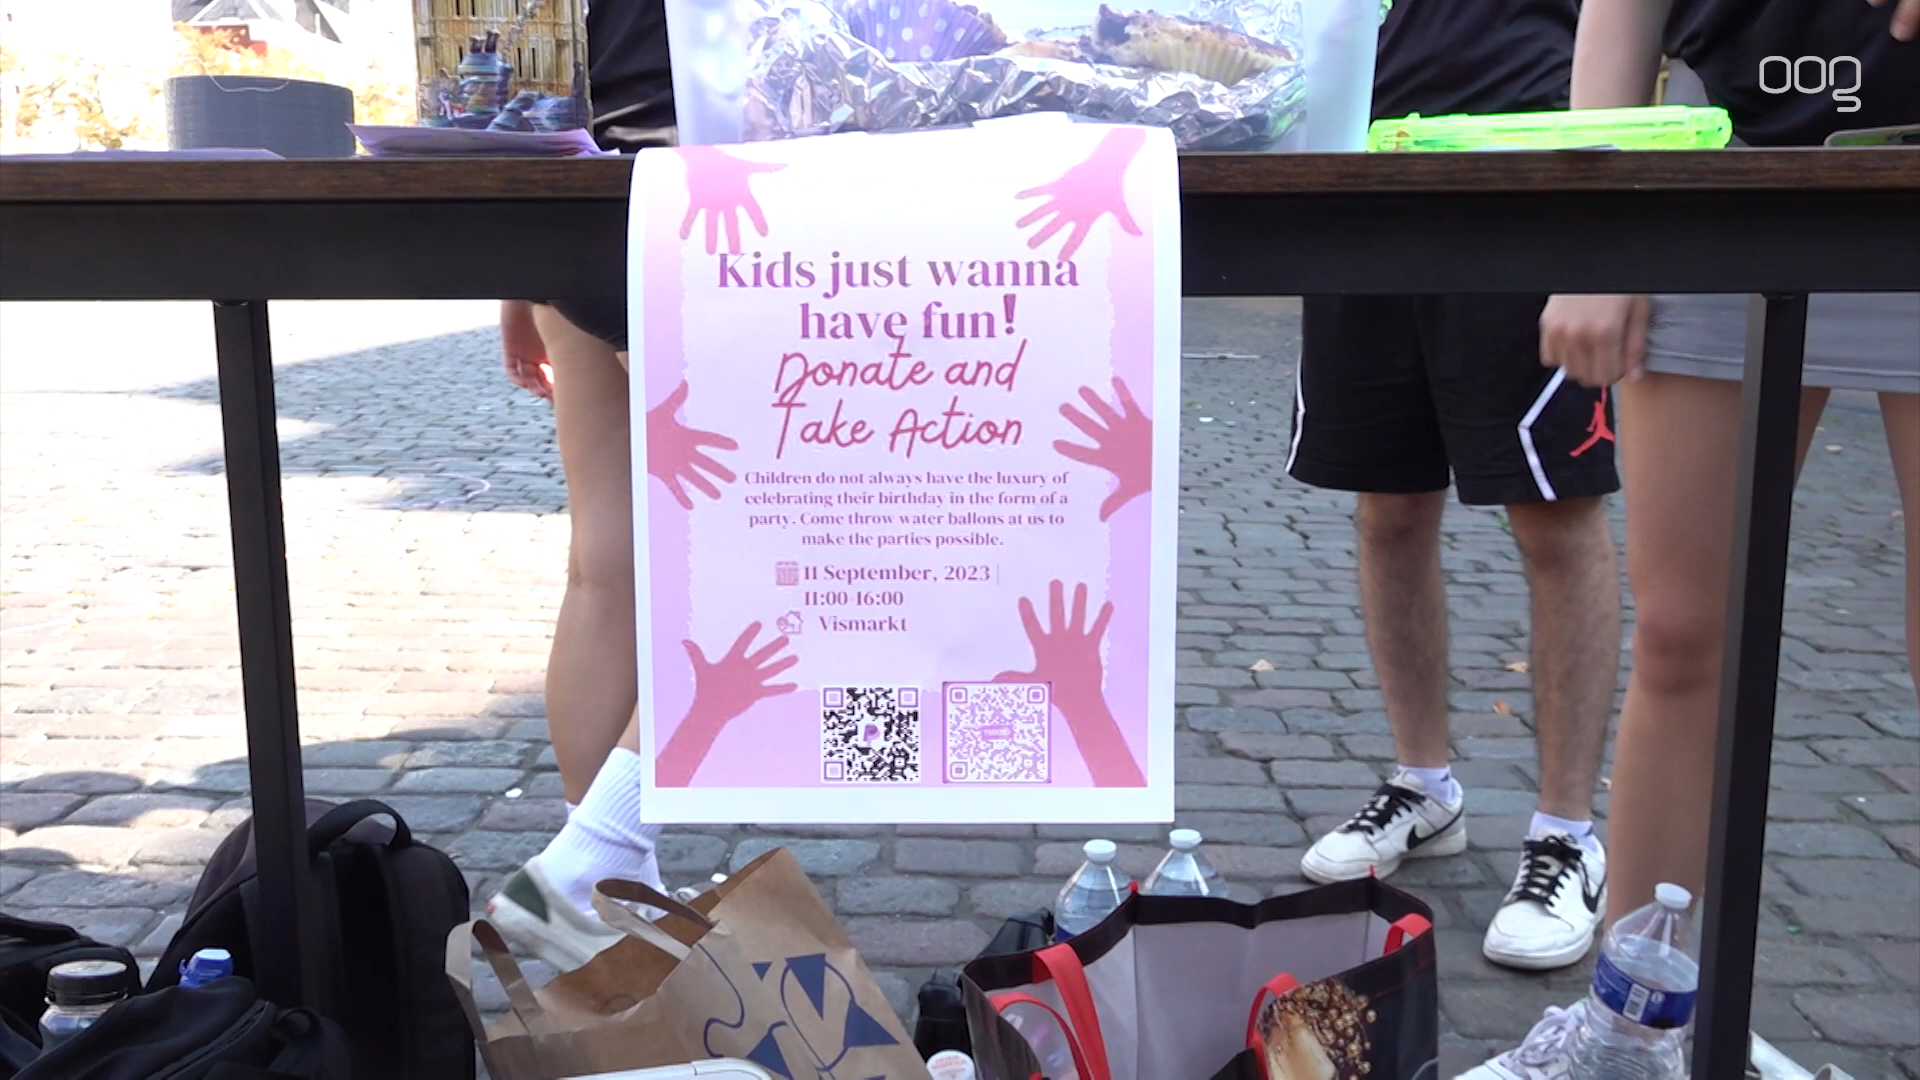 oog
Kids just wanna
have fun!
Donate and
Take Action
Children do not always have the luxury of
celebrating their birthday in the form of a
party. Come throw water ballons at us to
make the parties possible.
11 September, 2023 |
11:00-16:00
Vismarkt